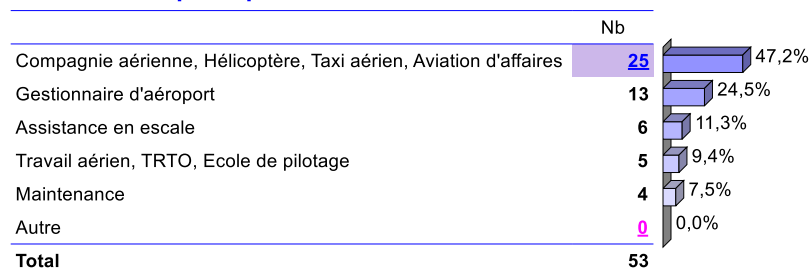 Nb
Compagnie aérienne, Hélicoptère, Taxi aérien, Aviation d'affaires 25 47,2%
Gestionnaire d'aéroport 13 24,5%
Assistance en escale 6 11,3%
Travail aérien, TRTO, Ecole de pilotage 5 9,4%
Maintenance 4 7,5%
Autre 0 0,0%
Total 53